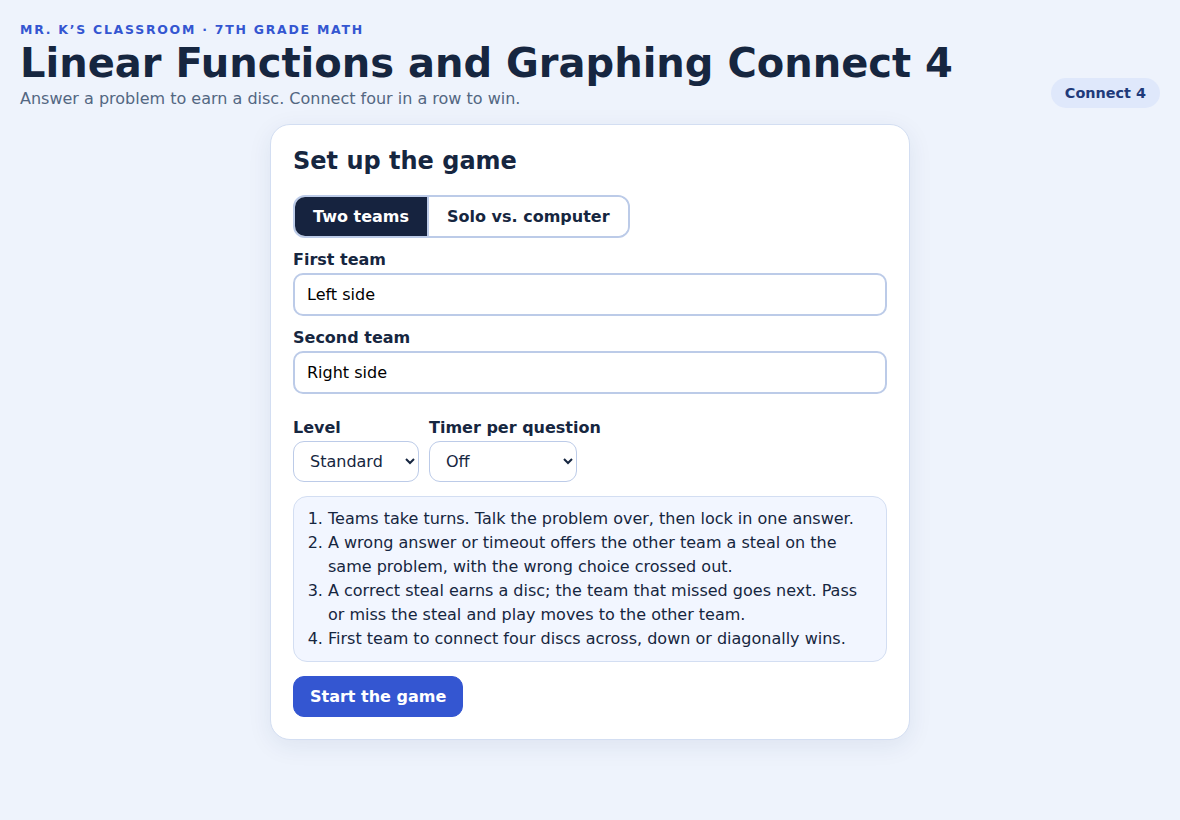 MR. K’S CLASSROOM · 7TH GRADE MATH
Linear Functions and Graphing Connect 4
Answer a problem to earn a disc. Connect four in a row to win.
Connect 4
Set up the game
Two teams
Solo vs. computer
First team
Left side
Second team
Right side
Level
Timer per question
Standard
Off
1. Teams take turns. Talk the problem over, then lock in one answer.
2. A wrong answer or timeout offers the other team a steal on the
same problem, with the wrong choice crossed out.
3. A correct steal earns a disc; the team that missed goes next. Pass
or miss the steal and play moves to the other team.
4. First team to connect four discs across, down or diagonally wins.
Start the game